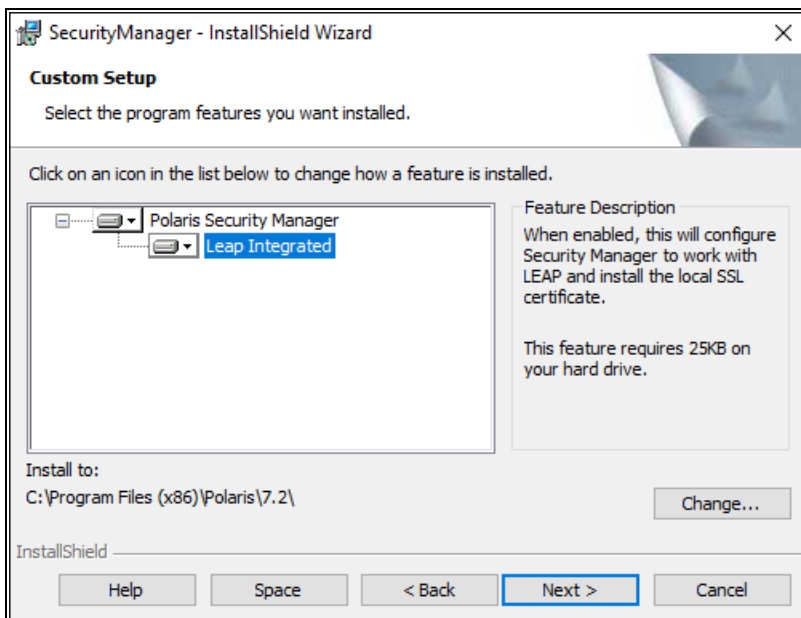 SecurityManager - InstallShield Wizard
Custom Setup
Select the program features you want installed.
Click on an icon in the list below to change how a feature is installed.
Polaris Security Manager
Leap Integrated
Feature Description
When enabled, this will configure
Security Manager to work with
LEAP and install the local SSL
certificate.
This feature requires 25KB on
your hard drive.
Install to:
C:\Program Files (x86)\Polaris\7.2\
Change...
InstallShield
Help
Space
< Back
Next >
Cancel